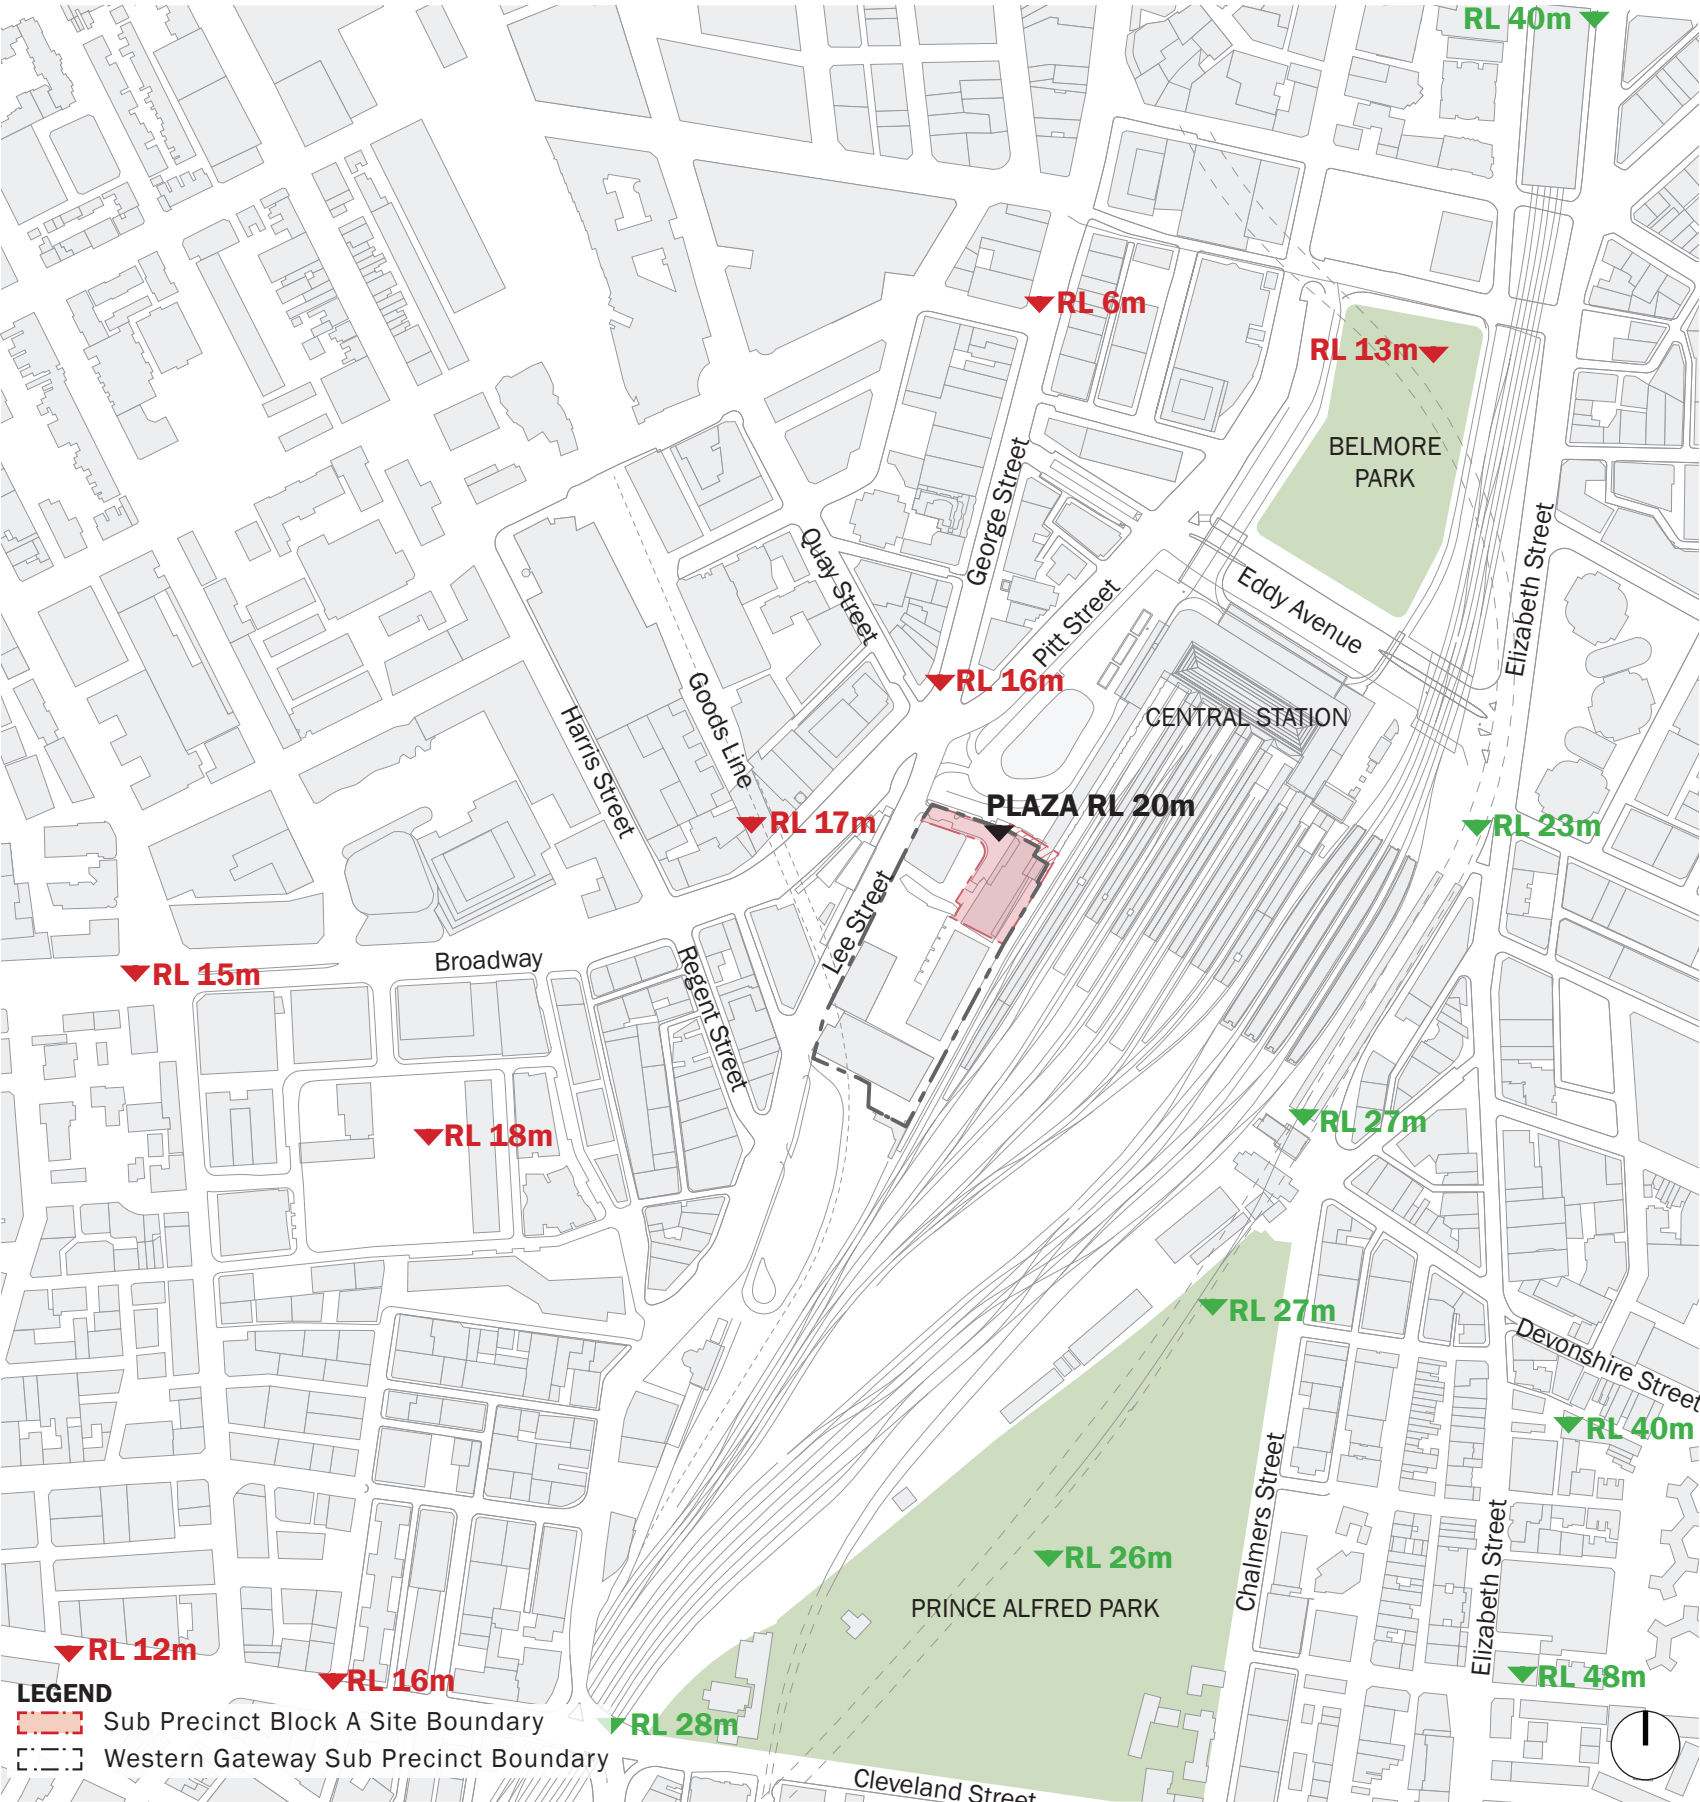 RL 40m
RL 6m
RL 13m
BELMORE
PARK
George Street
Quay Street
Elizabeth Street
Eddy Avenue
Pitt Street
RL 16m
Goods Line
Harris Street
CENTRAL STATION
PLAZA RL 20m
RL 17m
RL 23m
Lee Street
Broadway
Regent Street
RL 15m
RL 18m
RL 27m
RL 27m
Devonshire Street
RL 40m
Chalmers Street
Elizabeth Street
RL 26m
PRINCE ALFRED PARK
RL 12m
RL 16m
RL 48m
LEGEND
Sub Precinct Block A Site Boundary
RL 28m
Western Gateway Sub Precinct Boundary
Cleveland Street